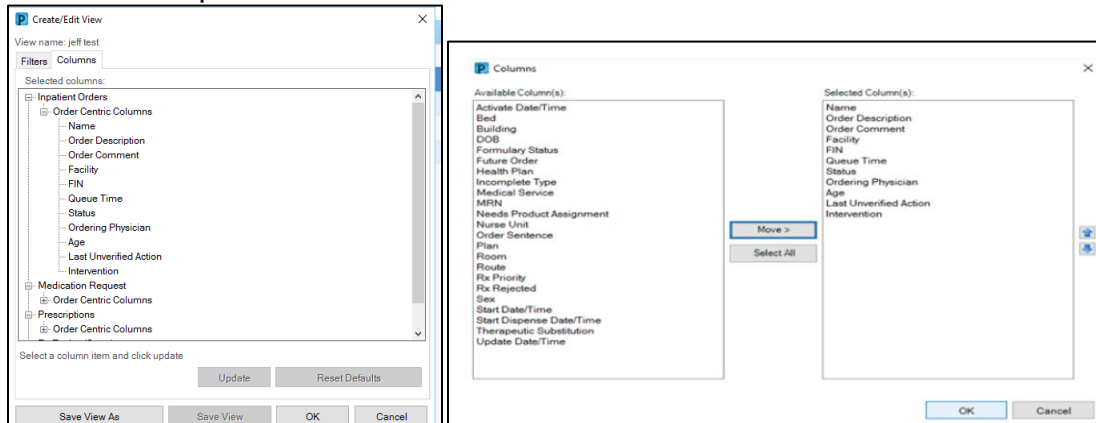 Create/Edit View
View name: jeff test
Filters Columns
Selected columns:
Inpatient Orders
Order Centric Columns
Name
Order Description
Order Comment
Facility
FIN
Queue Time
Status
Ordering Physician
Age
Last Unverified Action
Intervention
Medication Request
Order Centric Columns
Prescriptions
Order Centric Columns
Select a column item and click update
Update Reset Defaults
Save View As Save View OK Cancel
Columns
Available Column(s):
Activate Date/Time
Bed
Building
DOB
Formulary Status
Future Order
Health Plan
Incomplete Type
Medical Service
MRN
Needs Product Assignment
Nurse Unit
Order Sentence
Plan
Room
Route
Rx Priority
Rx Rejected
Sex
Start Date/Time
Start Dispense Date/Time
Therapeutic Substitution
Update Date/Time
Move >
Select All
Selected Column(s):
Name
Order Description
Order Comment
Facility
FIN
Queue Time
Status
Ordering Physician
Age
Last Unverified Action
Intervention
OK Cancel